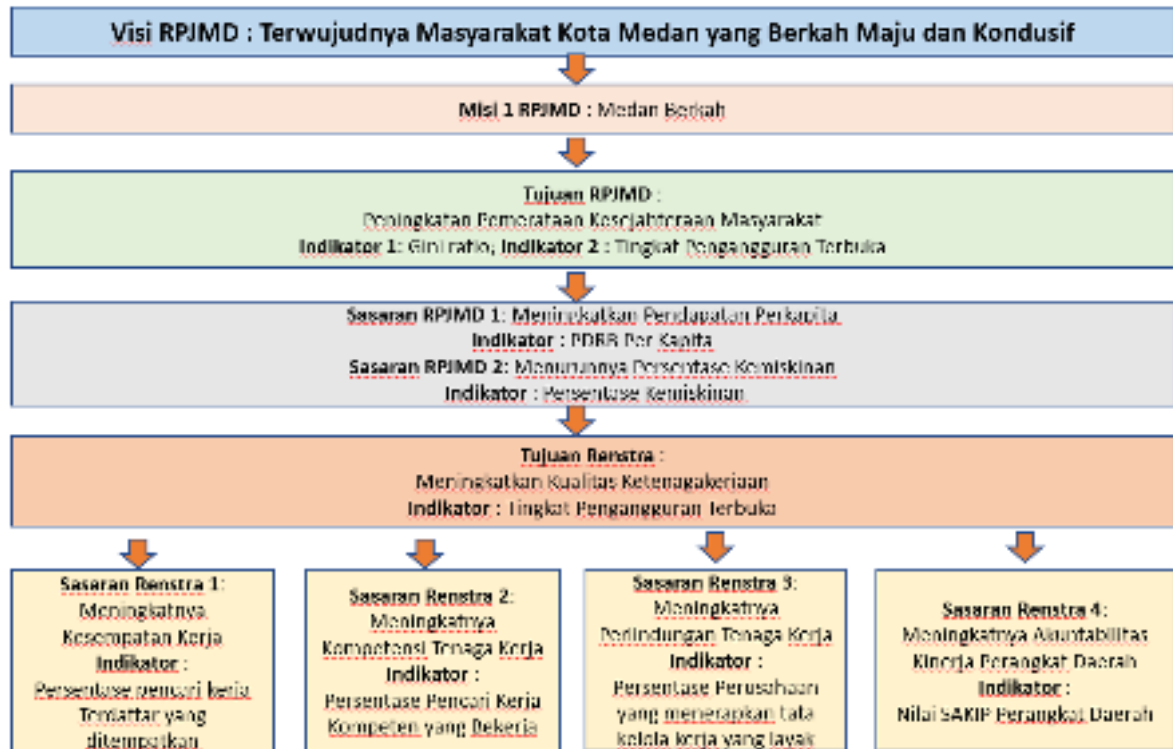 Visi RPJMD : Terwujudnya Masyarakat Kota Medan yang Berkah Maju dan Kondusif
Misi 1 RPJMD : Medan Berkah
Tujuan RPJMD :
Peningkatan Pemerataan Kesejahteraan Masyarakat
Indikator 1: Gini ratio; Indikator 2 : Tingkat Pengangguran Terbuka
Sasaran RPJMD 1: Meningkatkan Pendapatan Perkapita
Indikator : PDRB Per Kapita
Sasaran RPJMD 2: Menurunnya Persentase Kemiskinan
Indikator : Persentase Kemiskinan
Tujuan Renstra :
Meningkatkan Kualitas Ketenagakerjaan
Indikator : Tingkat Pengangguran Terbuka
Sasaran Renstra 1:
Meningkatnya
Kesempatan Kerja
Indikator :
Persentase pencari kerja
Terdaftar yang
ditempatkan
Sasaran Renstra 2:
Meningkatnya
Kompetensi Tenaga Kerja
Indikator :
Persentase Pencari Kerja
Kompeten yang Bekerja
Sasaran Renstra 3:
Meningkatnya
Perlindungan Tenaga Kerja
Indikator :
Persentase Perusahaan
yang menerapkan tata
kelola kerja yang layak
Sasaran Renstra 4:
Meningkatnya Akuntabilitas
Kinerja Perangkat Daerah
Indikator :
Nilai SAKIP Perangkat Daerah